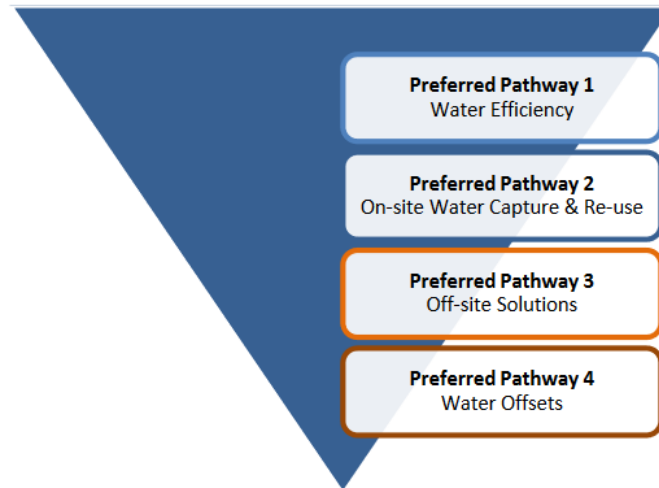 Preferred Pathway 1
Water Efficiency
Preferred Pathway 2
On-site Water Capture & Re-use
Preferred Pathway 3
Off-site Solutions
Preferred Pathway 4
Water Offsets